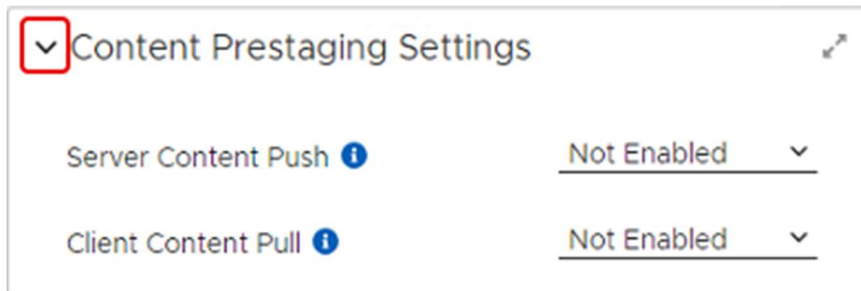 Content Prestaging Settings
Server Content Push Not Enabled
Client Content Pull Not Enabled